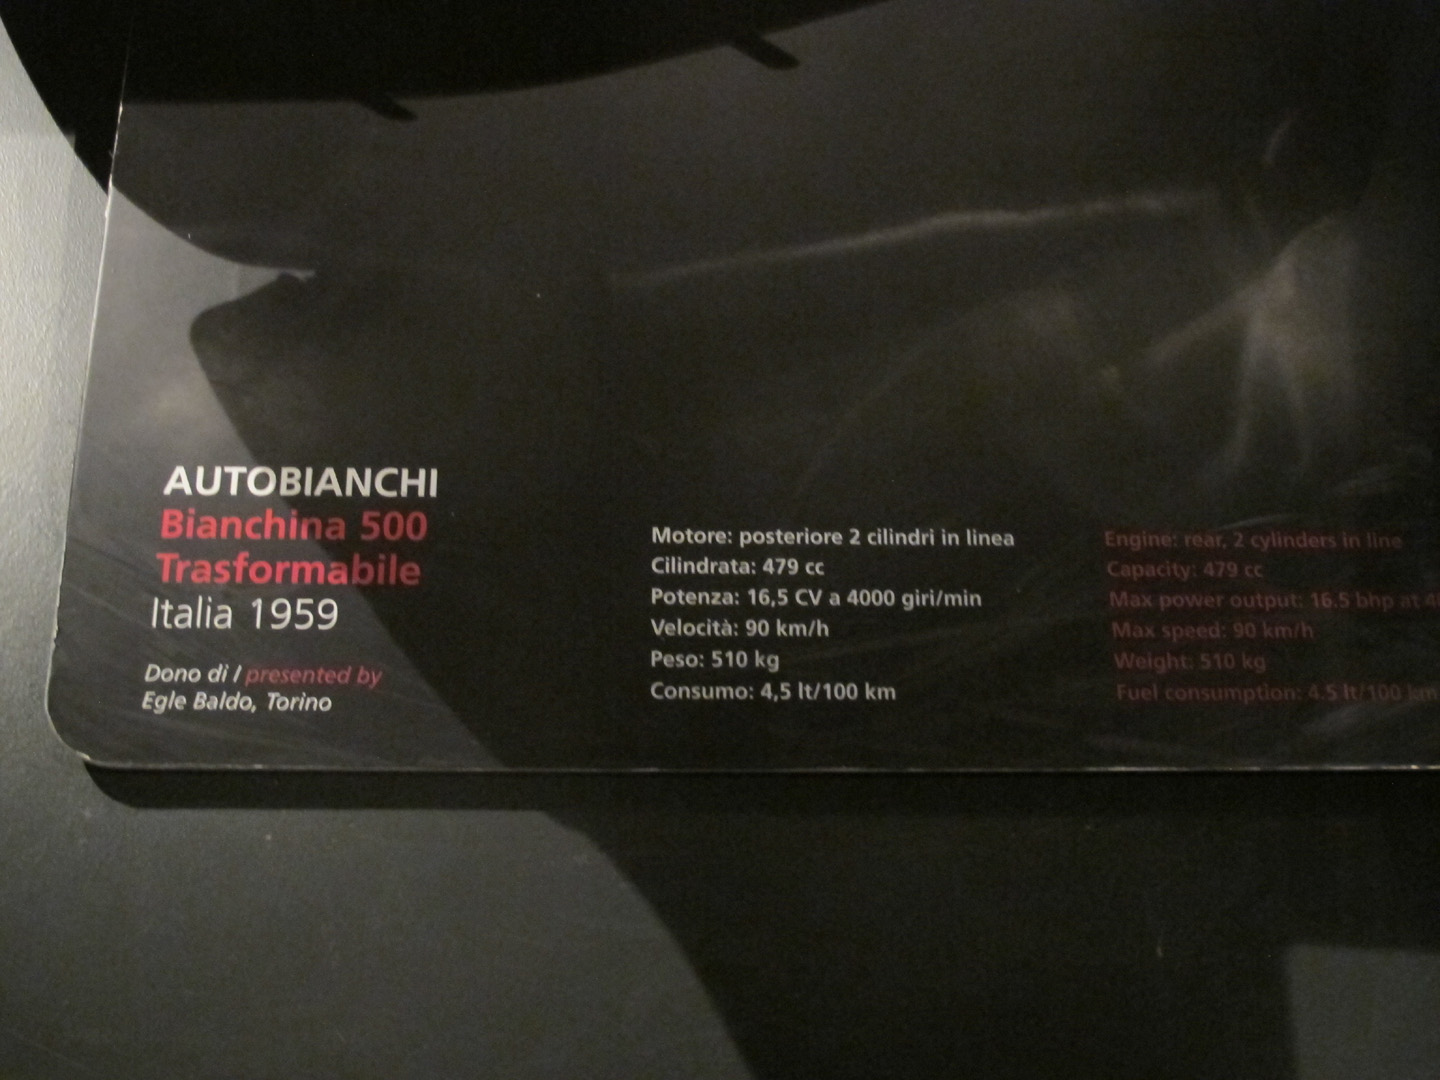 AUTOBIANCHI
Bianchina 500
Trasformabile
Italia 1959
Dono di / presented by
Egle Baldo, Torino
Motore: posteriore 2 cilindri in linea
Cilindrata: 479 cc
Potenza: 16,5 CV a 4000 giri/min
Velocità: 90 km/h
Peso: 510 kg
Consumo: 4,5 lt/100 km
Engine: rear, 2 cylinders in line
Capacity: 479 cc
Max power output: 16.5 bhp at
Max speed: 90 km/h
Weight: 510 kg
Fuel consumption: 4.5 lt/100 km